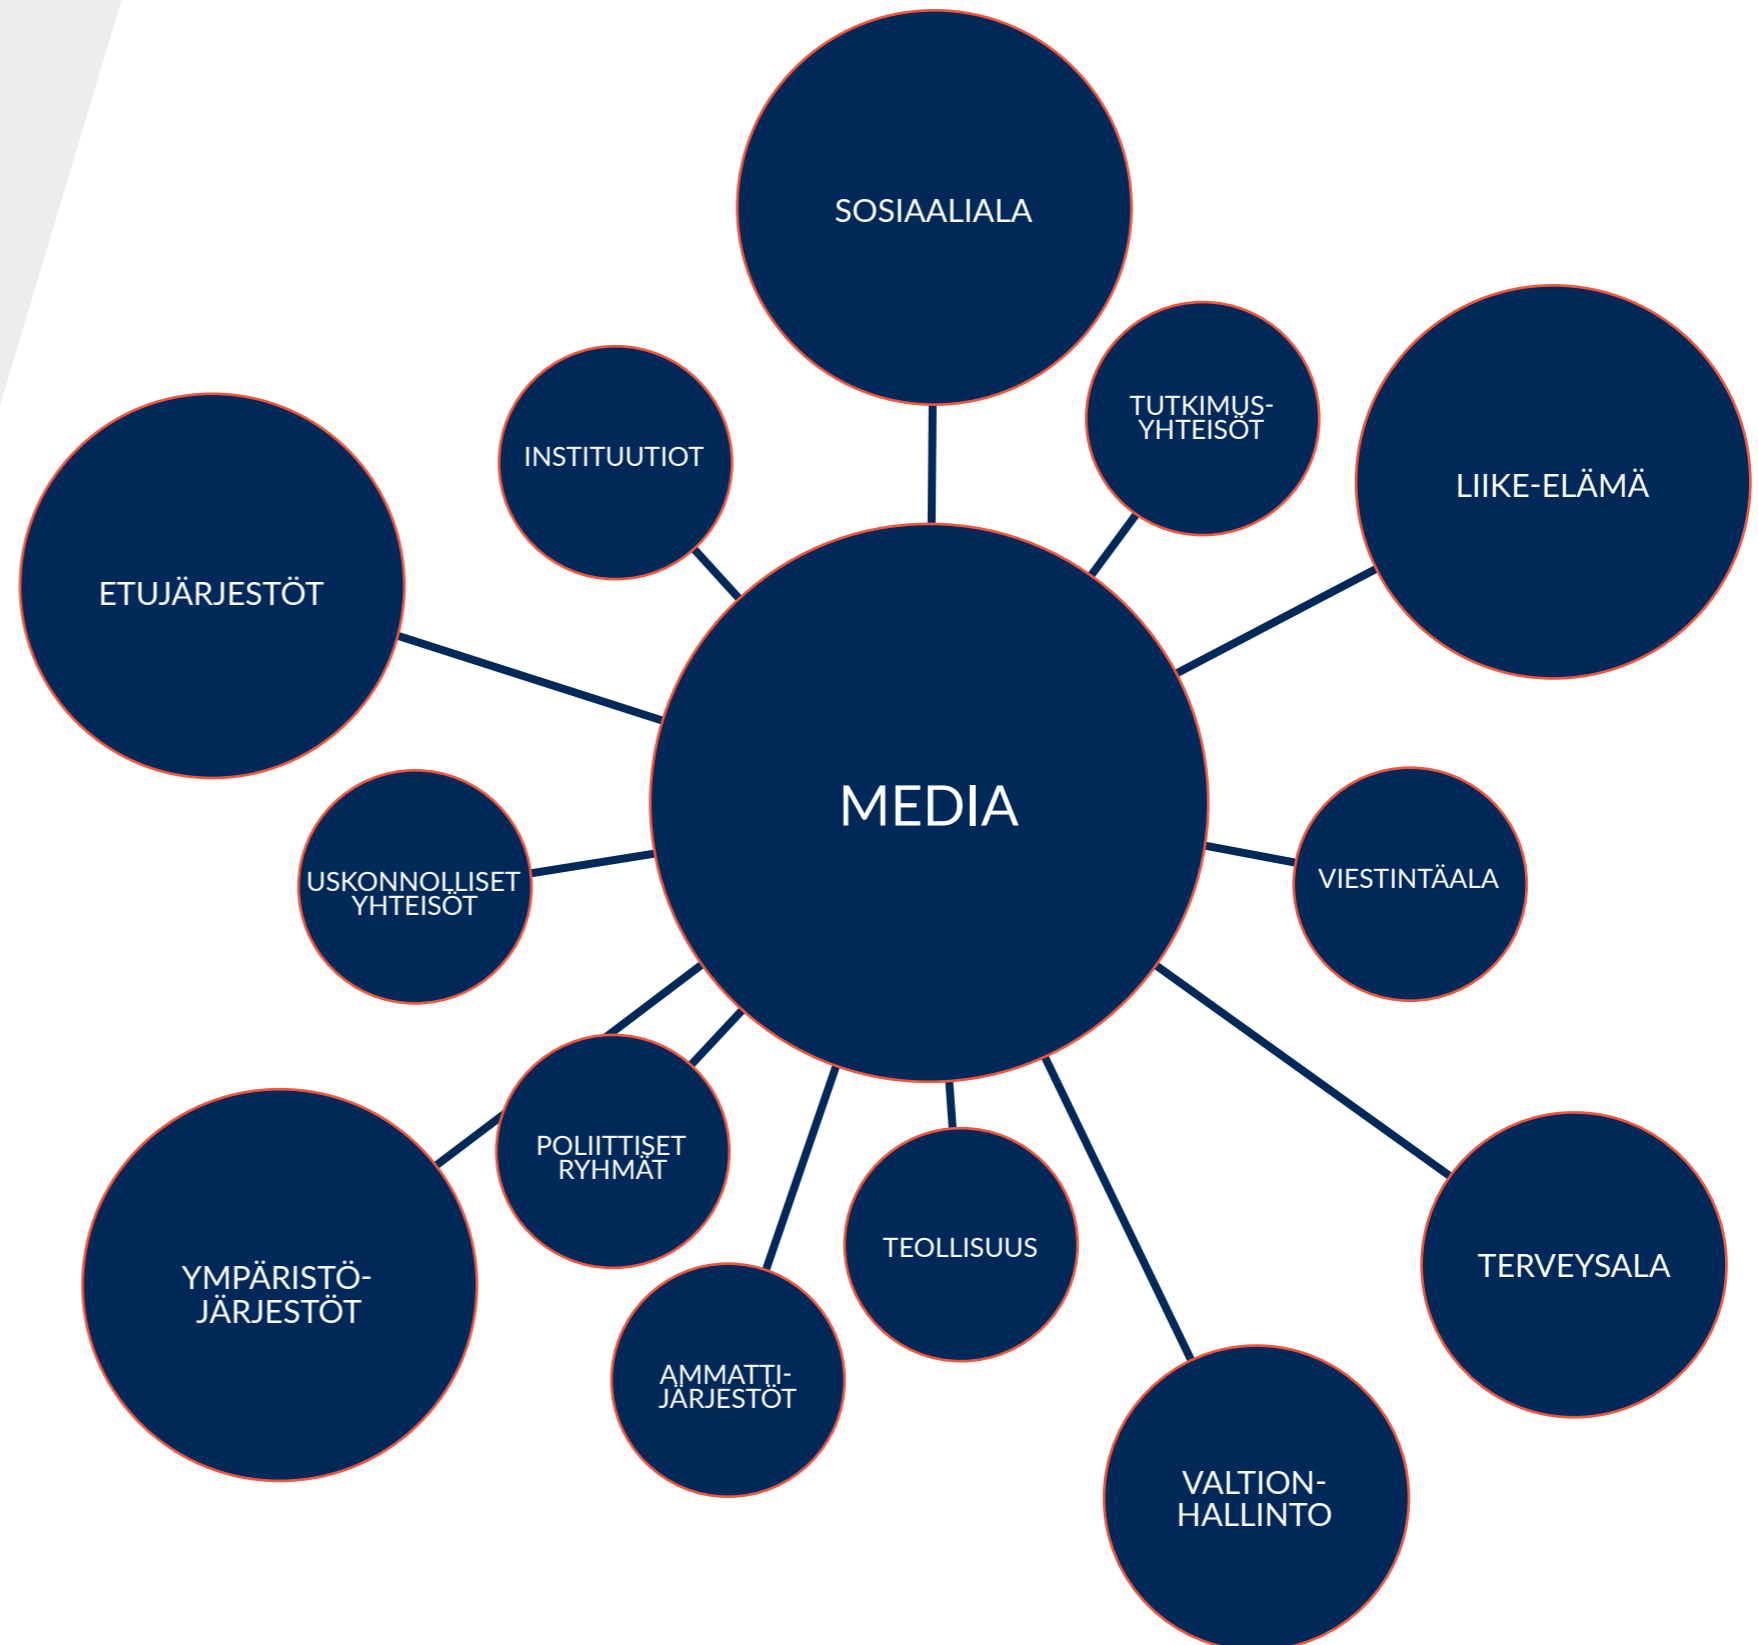 SOSIAALIALA
TUTKIMUS-
YHTEISÖT
INSTITUUTIOT
LIIKE-ELÄMÄ
ETUJÄRJESTÖT
MEDIA
USKONNOLLISET
YHTEISÖT
VIESTINTÄALA
POLIITTISET
RYHMÄT
TEOLLISUUS
TERVEYSALA
YMPÄRISTÖ-
JÄRJESTÖT
AMMATTI-
JÄRJESTÖT
VALTION-
HALLINTO